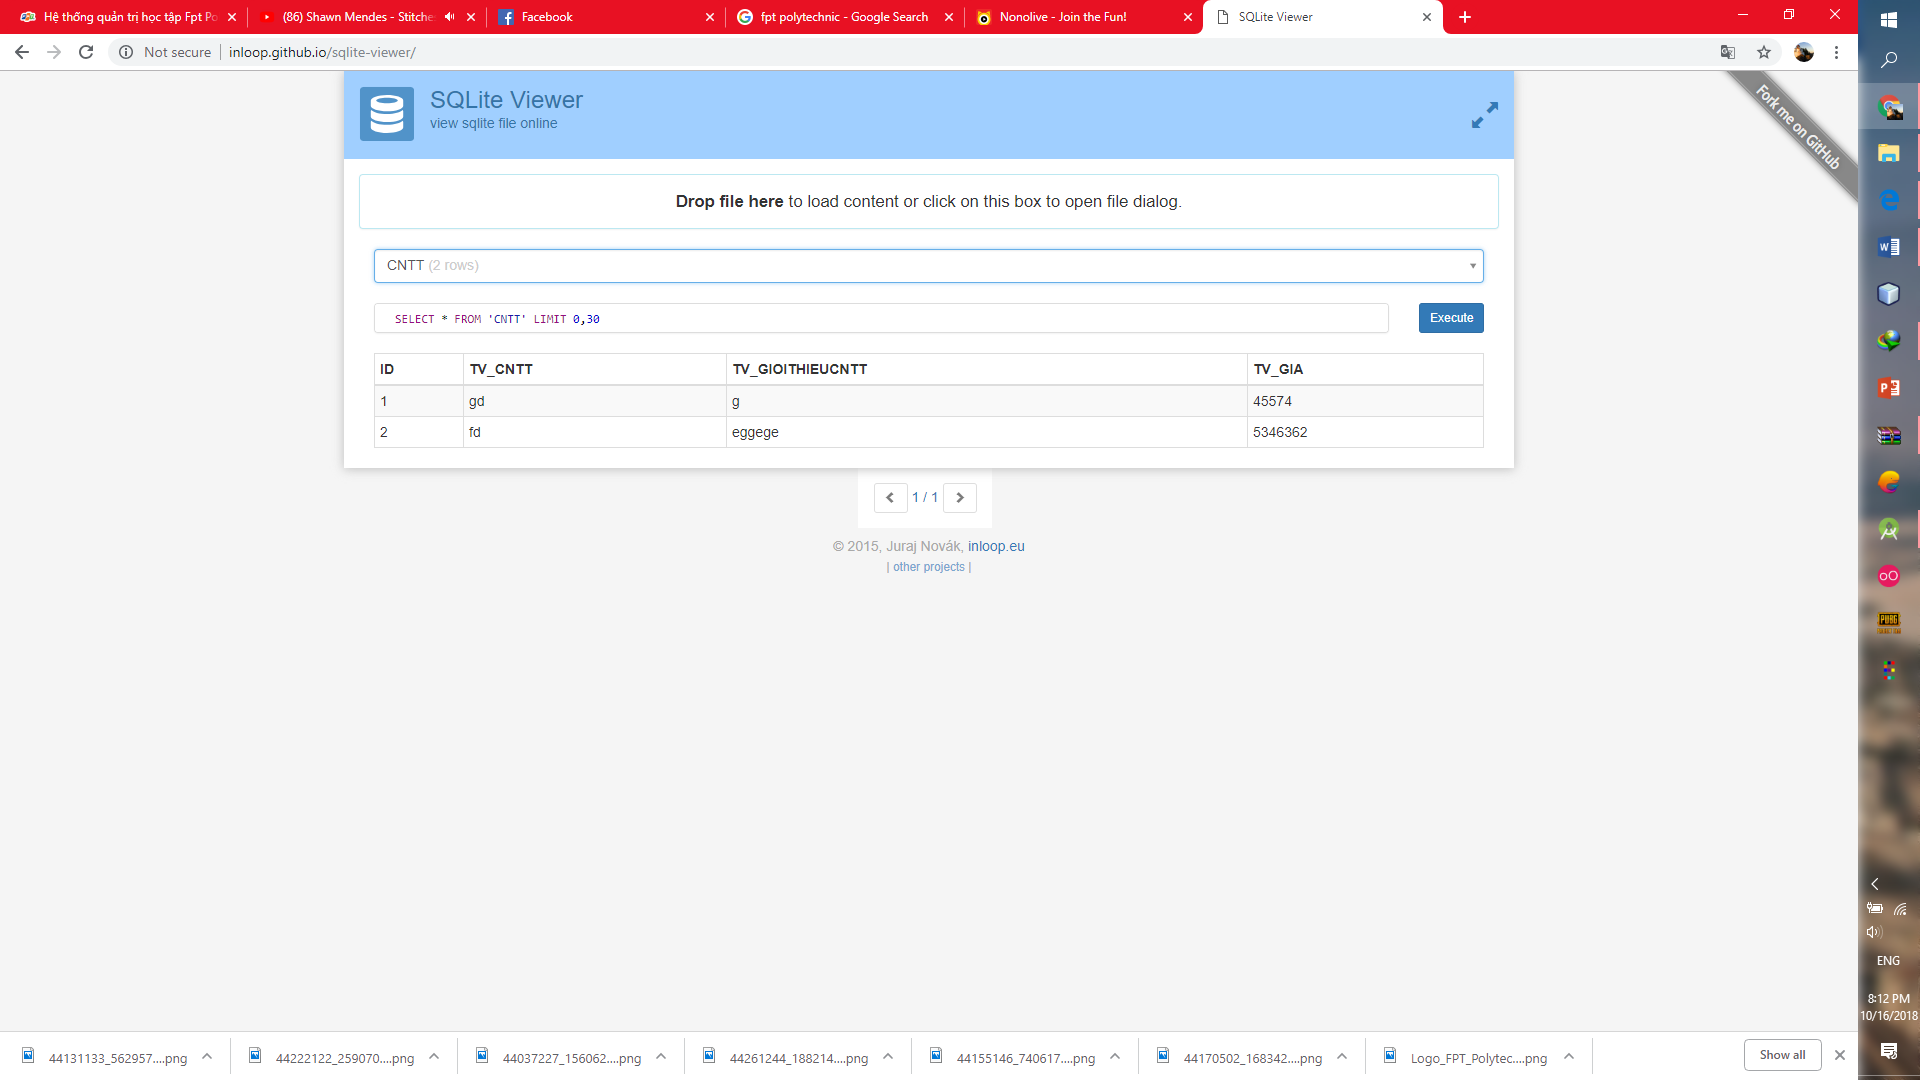 Hệ thống quản trị học tập Fpt Po
(86) Shawn Mendes - Stitche
Facebook
fpt polytechnic - Google Search
Nonolive - Join the Fun!
SQLite Viewer
Not secure
inloop.github.io/sqlite-viewer/
SQLite Viewer
view sqlite file online
Fork me on GitHub
Drop file here to load content or click on this box to open file dialog.
CNTT (2 rows)
SELECT * FROM 'CNTT' LIMIT 0,30
Execute
ID TV_CNTT TV_GIOITHIEUCNTT TV_GIA
1 gd g 45574
2 fd eggege 5346362
1 / 1
© 2015, Juraj Novák, inloop.eu
| other projects |
PUBG
ENG
8:12 PM
10/16/2018
44131133_562957....png
44222122_259070....png
44037227_156062....png
44261244_188214....png
44155146_740617....png
44170502_168342....png
Logo_FPT_Polytec....png
Show all